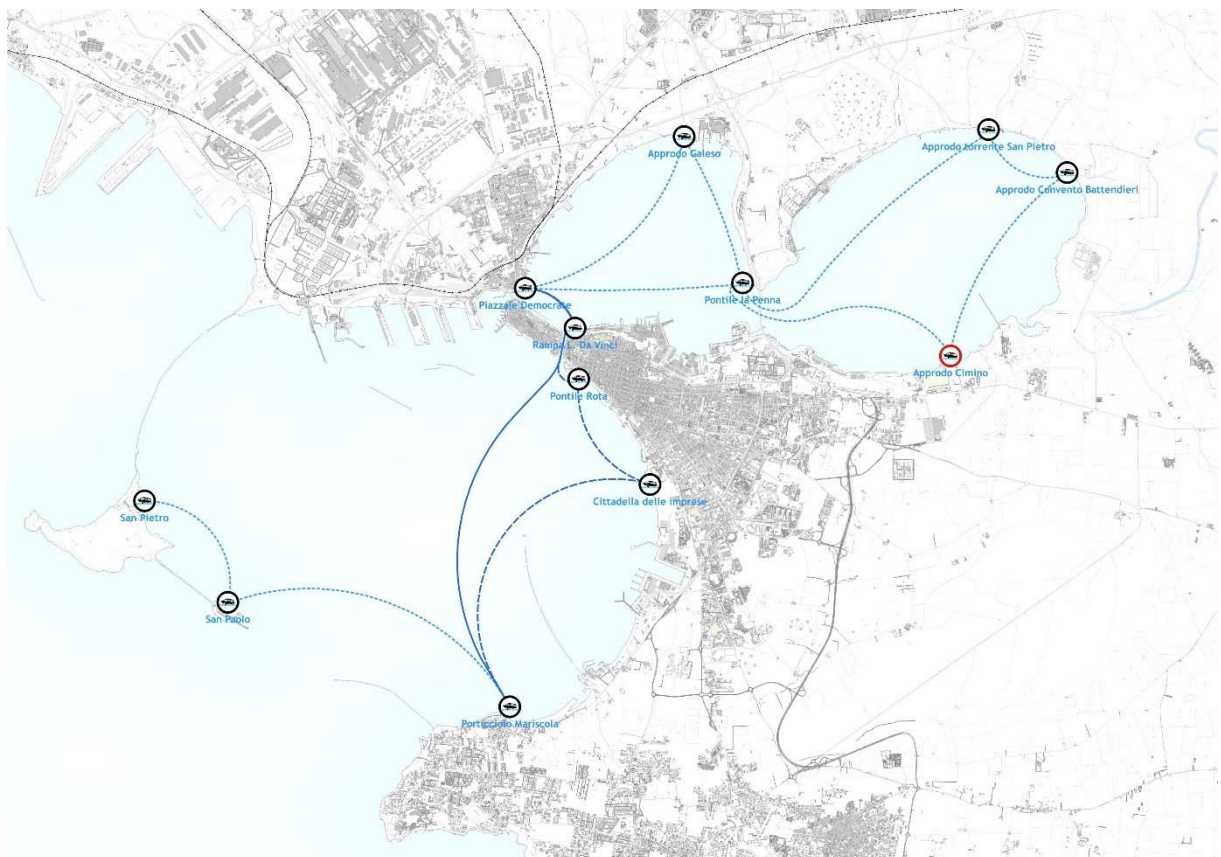 Approdo Galeso
Approdo torrente San Pietro
Approdo Convento Battendieri
Piazzale Democrate
Pontile la Penna
Rampa L. Da Vinci
Approdo Cimino
Pontile Rota
Cittadella delle imprese
San Pietro
San Paolo
Porticciolo Mariscola